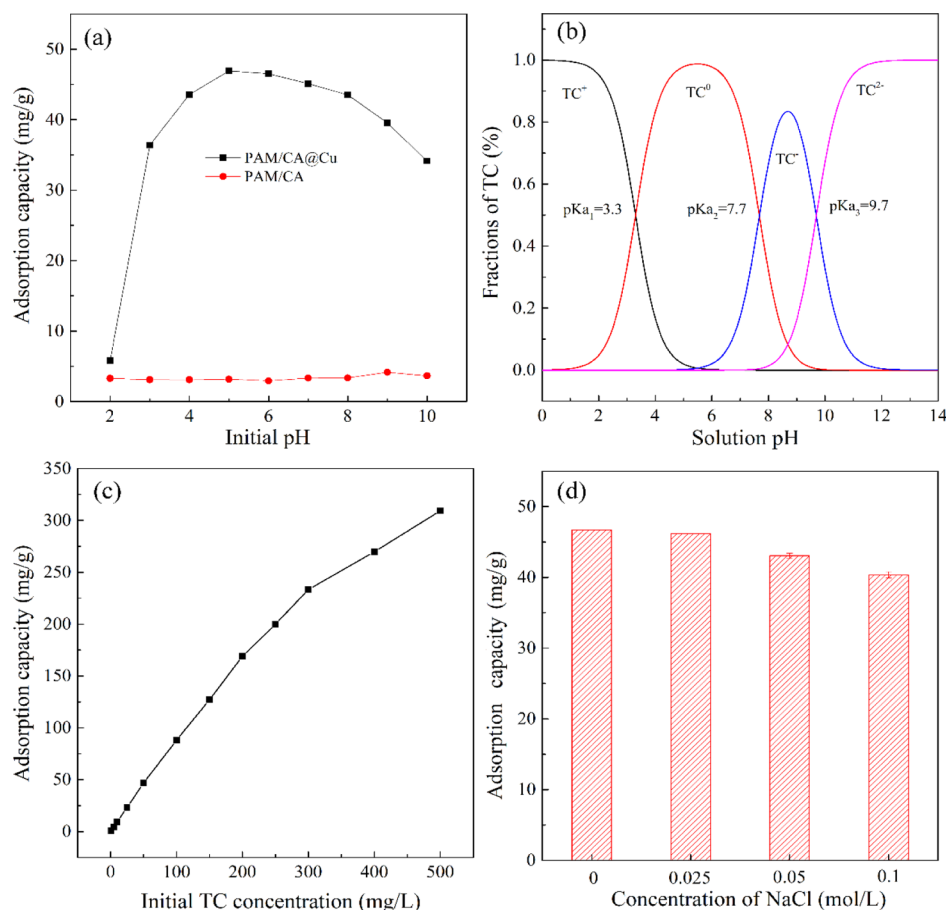 (a)
50
40
30
20
10
0
Adsorption capacity (mg/g)
PAM/CA@Cu
PAM/CA
2 4 6 8 10
Initial pH
(b)
1.0
0.8
0.6
0.4
0.2
0.0
Fractions of TC (%)
TC⁺
TC⁰
TC⁻
TC²⁻
pKa₁=3.3
pKa₂=7.7
pKa₃=9.7
0 2 4 6 8 10 12 14
Solution pH
(c)
350
300
250
200
150
100
50
0
Adsorption capacity (mg/g)
0 100 200 300 400 500
Initial TC concentration (mg/L)
(d)
50
40
30
20
10
0
Adsorption capacity (mg/g)
0 0.025 0.05 0.1
Concentration of NaCl (mol/L)